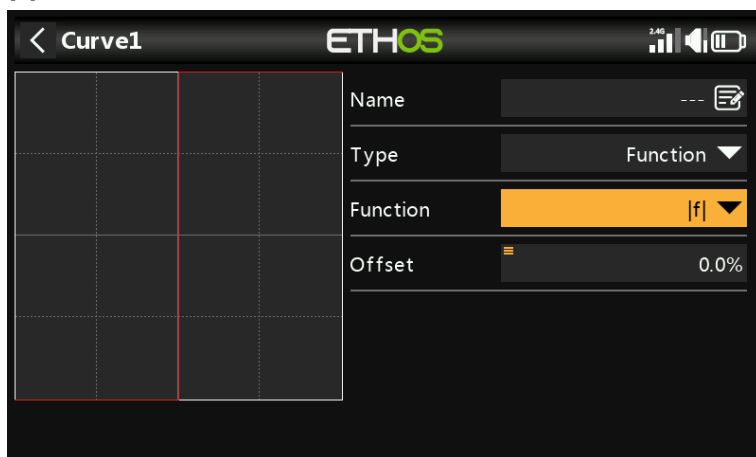 Curve1
ETHOS
2.4G
Name
--- 
Type
Function
Function
|f|
Offset
0.0%